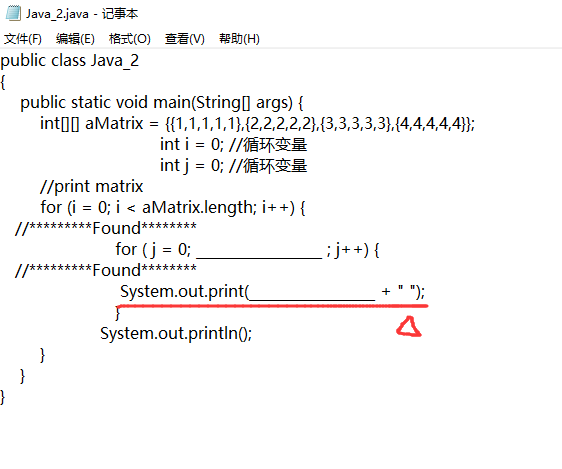 Java_2.java - 记事本
文件(F) 编辑(E) 格式(O) 查看(V) 帮助(H)
public class Java_2
{
public static void main(String[] args) {
int[][] aMatrix = {{1,1,1,1,1},{2,2,2,2,2},{3,3,3,3,3},{4,4,4,4,4}};
int i = 0; //循环变量
int j = 0; //循环变量
//print matrix
for (i = 0; i < aMatrix.length; i++) {
//*********Found********
for ( j = 0; ________________ ; j++) {
//*********Found********
System.out.print(________________ + " ");
}
System.out.println();
}
}
}